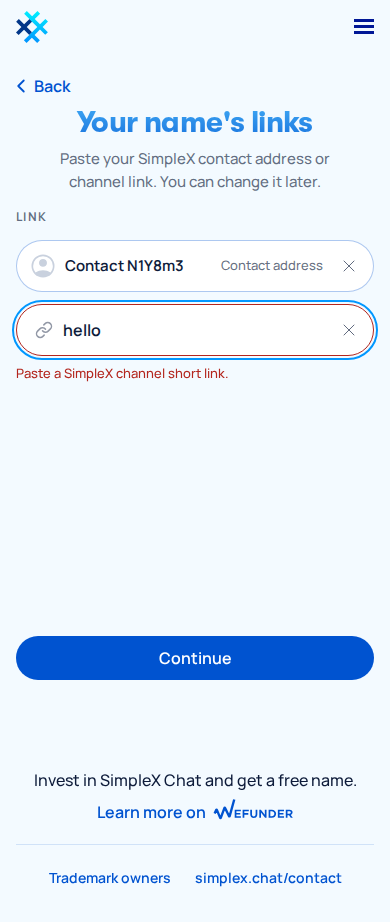 Back
Your name's links
Paste your SimpleX contact address or
channel link. You can change it later.
LINK
Contact N1Y8m3 Contact address
hello
Paste a SimpleX channel short link.
Continue
Invest in SimpleX Chat and get a free name.
Learn more on WEFUNDER
Trademark owners simplex.chat/contact